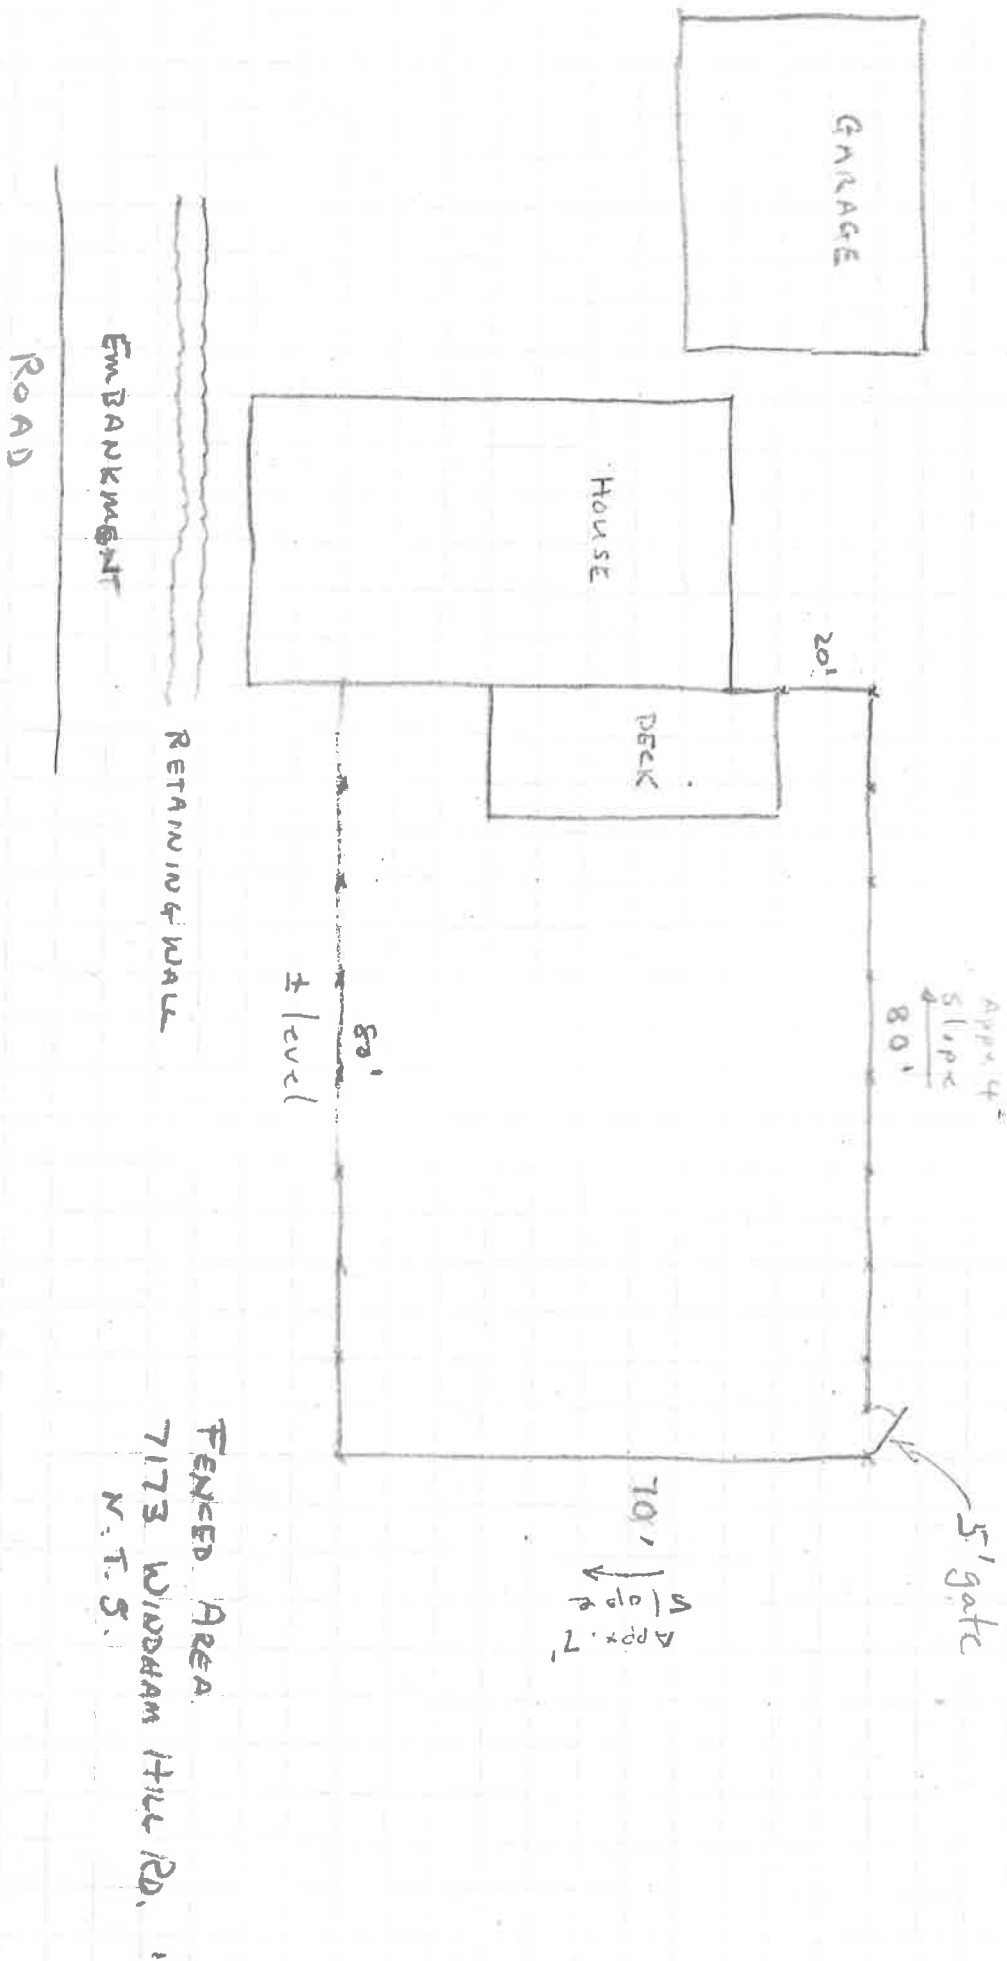 GARAGE
HOUSE
20'
DECK
Appx 4'
Slope
80'
5' gate
70'
Slope
Appx. 7'
80'
± level
RETAINING WALL
EMBANKMENT
ROAD
FENCED AREA
7173 WINDHAM HILL RD.
N.T.S.